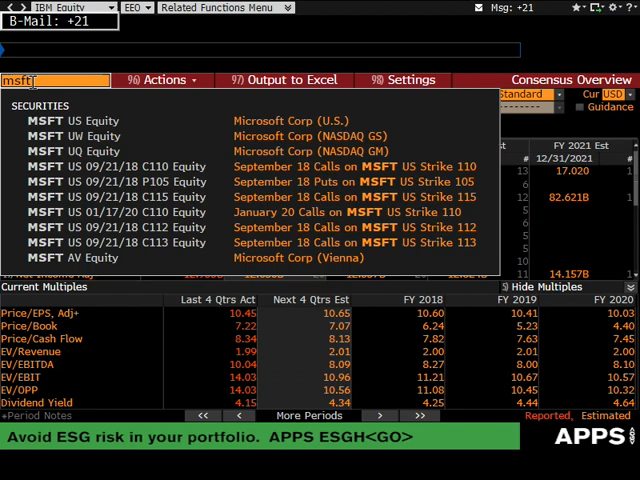 IBM Equity EEO Related Functions Menu Msg: +21
B-Mail: +21
msft 96) Actions 97) Output to Excel 98) Settings Consensus Overview
Standard Cur USD
Guidance
SECURITIES
MSFT US Equity Microsoft Corp (U.S.)
MSFT UW Equity Microsoft Corp (NASDAQ GS)
MSFT UQ Equity Microsoft Corp (NASDAQ GM)
MSFT US 09/21/18 C110 Equity September 18 Calls on MSFT US Strike 110
MSFT US 09/21/18 P105 Equity September 18 Puts on MSFT US Strike 105
MSFT US 09/21/18 C115 Equity September 18 Calls on MSFT US Strike 115
MSFT US 01/17/20 C110 Equity January 20 Calls on MSFT US Strike 110
MSFT US 09/21/18 C112 Equity September 18 Calls on MSFT US Strike 112
MSFT US 09/21/18 C113 Equity September 18 Calls on MSFT US Strike 113
MSFT AV Equity Microsoft Corp (Vienna)
Est FY 2021 Est
# 12/31/2021 #
13 17.020 1
6
12 82.621B 1
6
5
5
6
11 14.157B 1
Current Multiples 5) Hide Multiples
Last 4 Qtrs Act Next 4 Qtrs Est FY 2018 FY 2019 FY 2020
Price/EPS, Adj+ 10.45 10.65 10.60 10.41 10.03
Price/Book 7.22 7.07 6.24 5.23 4.40
Price/Cash Flow 8.34 8.13 7.82 7.63 7.45
EV/Revenue 1.99 2.01 2.00 2.01 2.00
EV/EBITDA 10.04 8.09 8.27 8.00 8.10
EV/EBIT 14.03 10.96 11.21 10.67 10.57
EV/OPP 14.03 10.56 11.08 10.45 10.32
Dividend Yield 4.15 4.34 4.25 4.44 4.64
+Period Notes << < More Periods > >> Reported, Estimated
Avoid ESG risk in your portfolio. APPS ESGH<GO> APPS